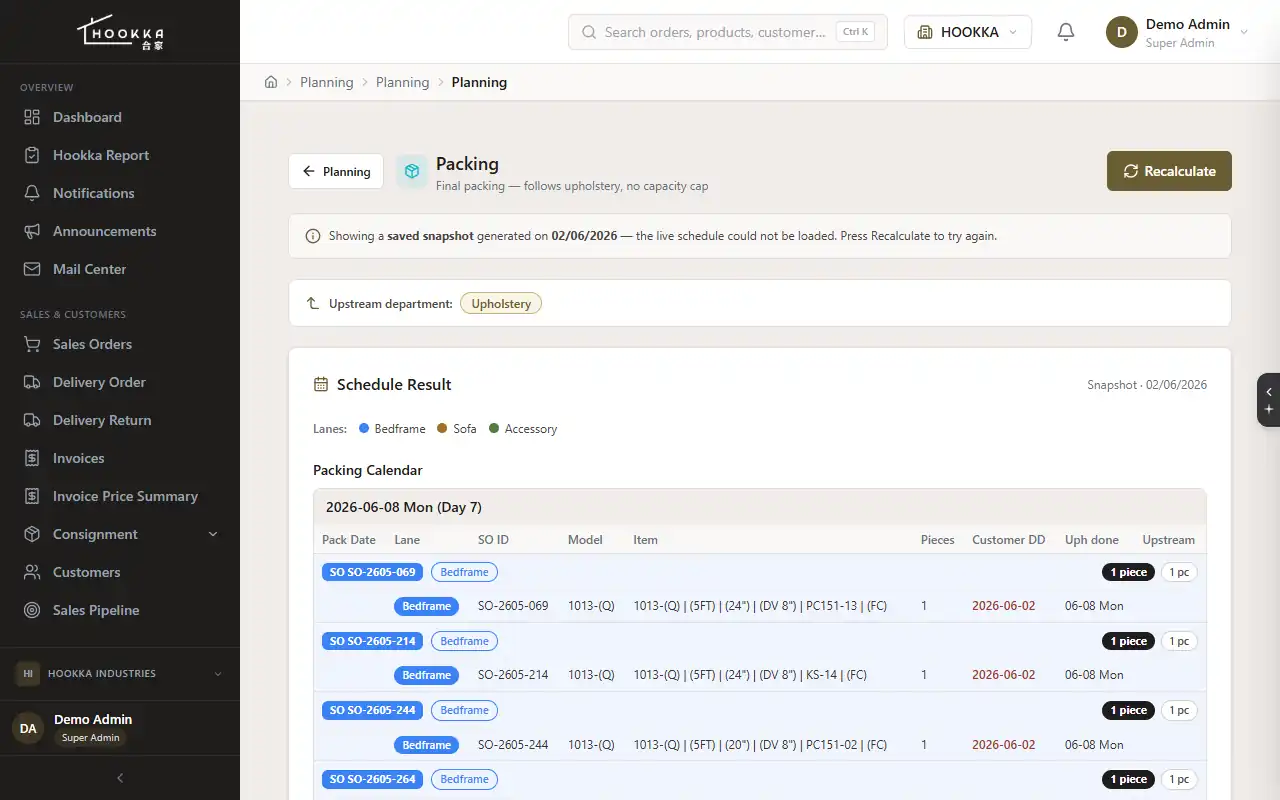 HOOKKA
合家
Search orders, products, customer... Ctrl K
HOOKKA
D
Demo Admin
Super Admin
OVERVIEW
Dashboard
Hookka Report
Notifications
Announcements
Mail Center
SALES & CUSTOMERS
Sales Orders
Delivery Order
Delivery Return
Invoices
Invoice Price Summary
Consignment
Customers
Sales Pipeline
HI HOOKKA INDUSTRIES
DA
Demo Admin
Super Admin
Planning Planning Planning
Planning
Packing
Final packing — follows upholstery, no capacity cap
Recalculate
Showing a saved snapshot generated on 02/06/2026 — the live schedule could not be loaded. Press Recalculate to try again.
Upstream department: Upholstery
Schedule Result
Snapshot · 02/06/2026
Lanes: Bedframe Sofa Accessory
Packing Calendar
2026-06-08 Mon (Day 7)
Pack Date Lane SO ID Model Item Pieces Customer DD Uph done Upstream
SO SO-2605-069 Bedframe 1 piece 1 pc
Bedframe SO-2605-069 1013-(Q) 1013-(Q) | (5FT) | (24") | (DV 8") | PC151-13 | (FC) 1 2026-06-02 06-08 Mon
SO SO-2605-214 Bedframe 1 piece 1 pc
Bedframe SO-2605-214 1013-(Q) 1013-(Q) | (5FT) | (24") | (DV 8") | KS-14 | (FC) 1 2026-06-02 06-08 Mon
SO SO-2605-244 Bedframe 1 piece 1 pc
Bedframe SO-2605-244 1013-(Q) 1013-(Q) | (5FT) | (20") | (DV 8") | PC151-02 | (FC) 1 2026-06-02 06-08 Mon
SO SO-2605-264 Bedframe 1 piece 1 pc